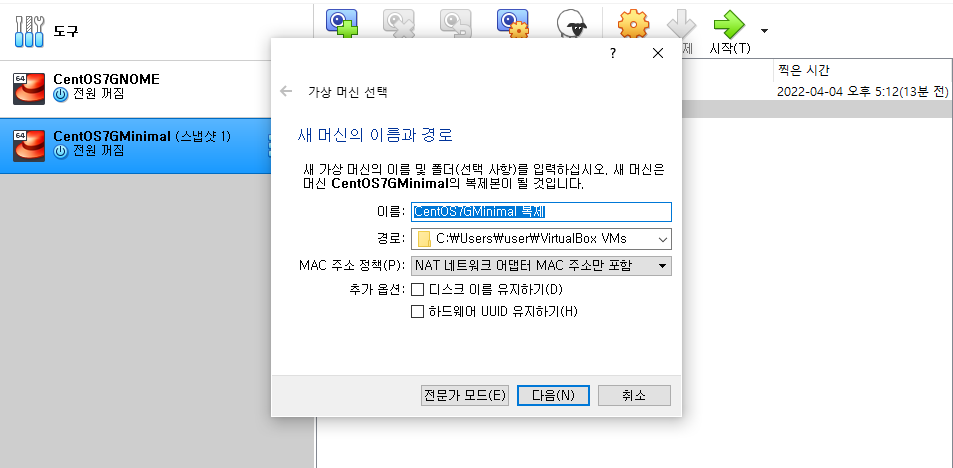 도구
제
시작(T)
64
CentOS7GNOME
전원 꺼짐
64
CentOS7GMinimal (스냅샷 1)
전원 꺼짐
찍은 시간
2022-04-04 오후 5:12(13분 전)
?
가상 머신 선택
새 머신의 이름과 경로
새 가상 머신의 이름 및 폴더(선택 사항)를 입력하십시오. 새 머신은
머신 CentOS7GMinimal의 복제본이 될 것입니다.
이름: CentOS7GMinimal 복제
경로: C:₩Users₩user₩VirtualBox VMs
MAC 주소 정책(P): NAT 네트워크 어댑터 MAC 주소만 포함
추가 옵션: 디스크 이름 유지하기(D)
하드웨어 UUID 유지하기(H)
전문가 모드(E) 다음(N) 취소